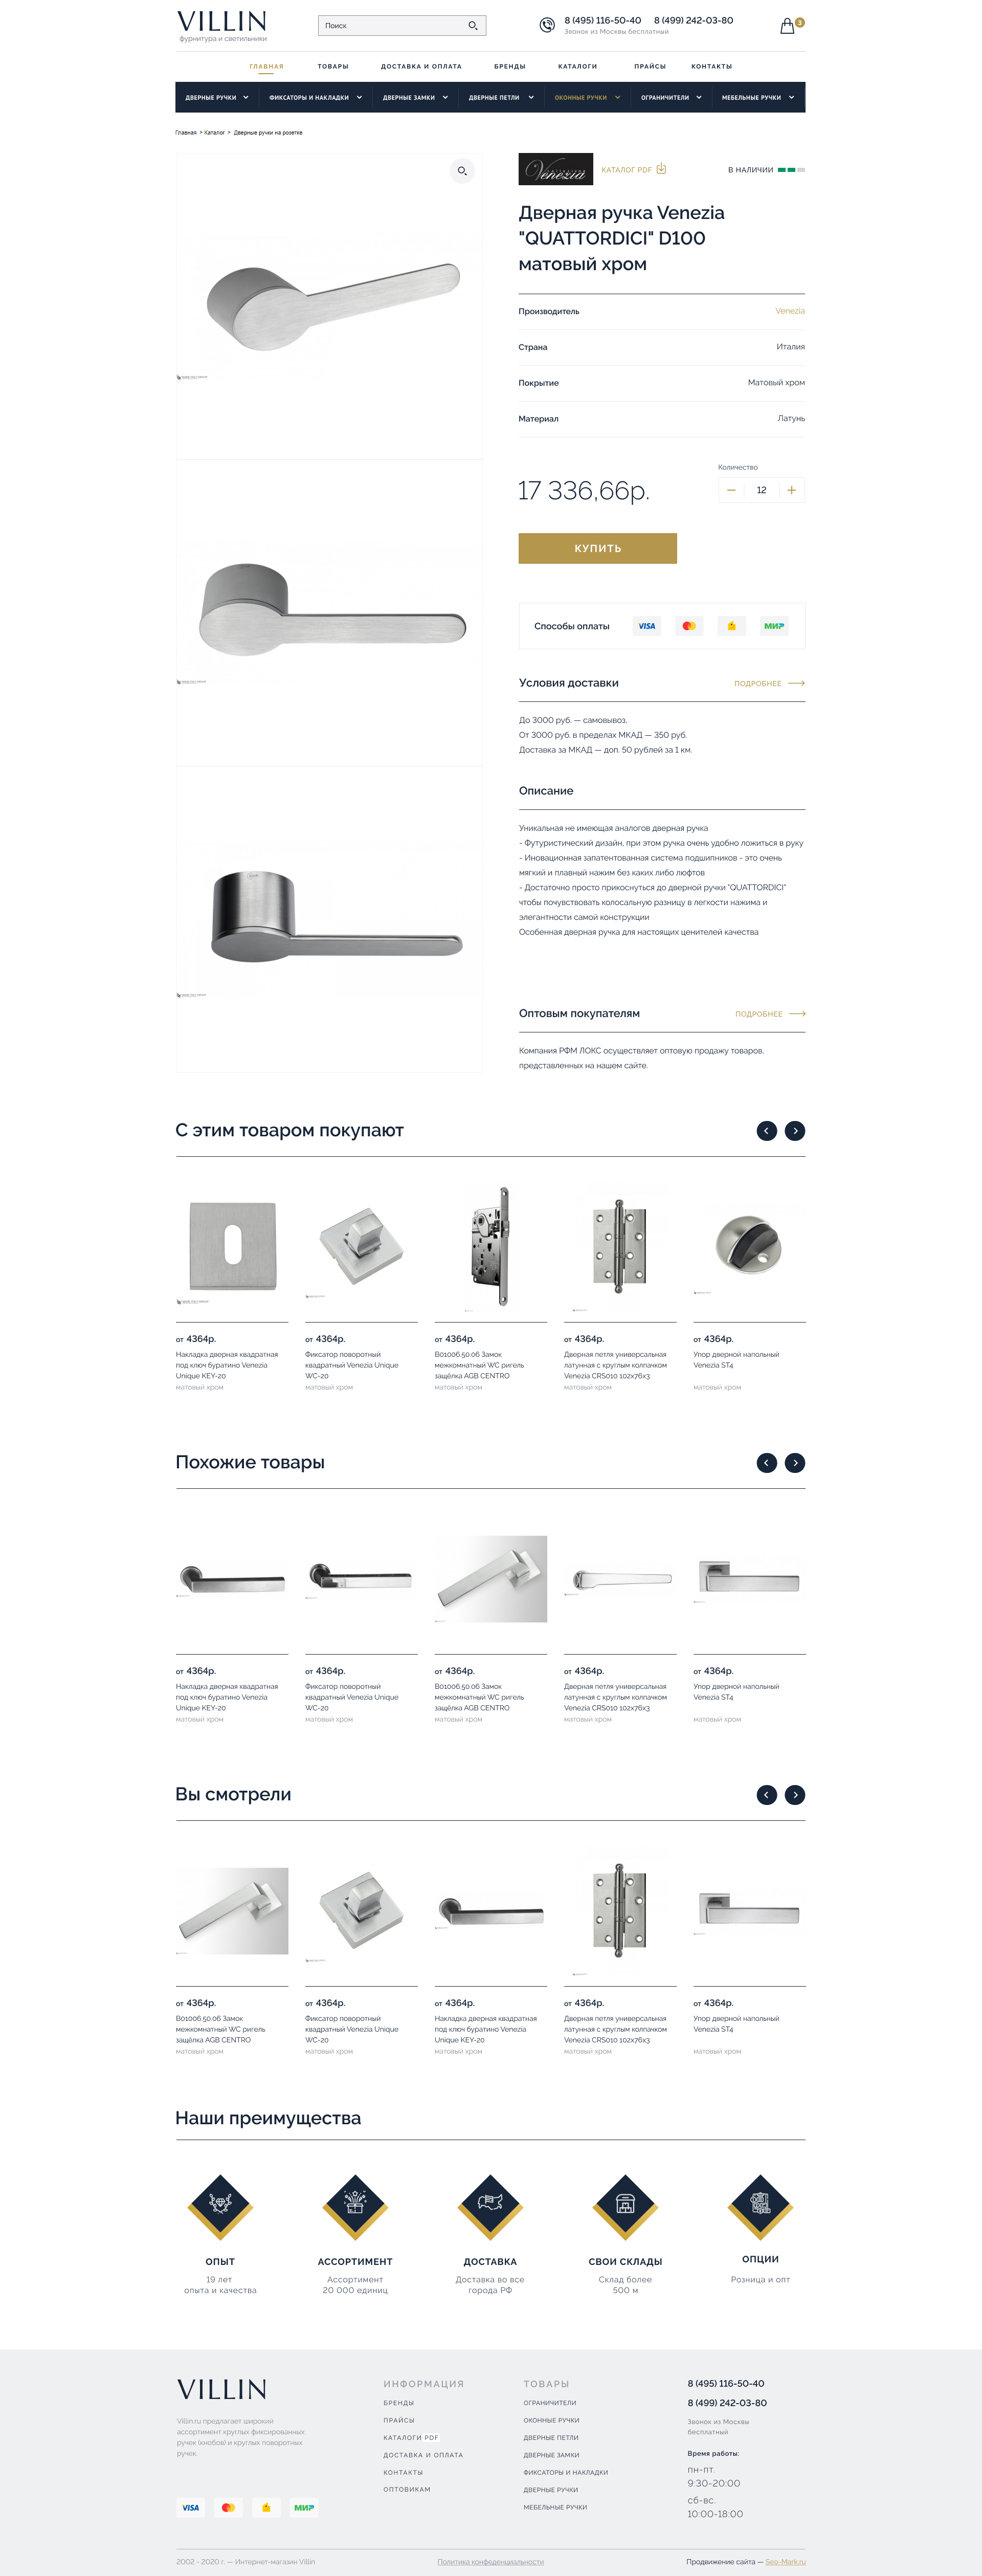 VILLIN
фурнитура и светильники
Поиск
8 (495) 116-50-40 8 (499) 242-03-80
Звонок из Москвы бесплатный
3
ГЛАВНАЯ ТОВАРЫ ДОСТАВКА И ОПЛАТА БРЕНДЫ КАТАЛОГИ ПРАЙСЫ КОНТАКТЫ
ДВЕРНЫЕ РУЧКИ ФИКСАТОРЫ И НАКЛАДКИ ДВЕРНЫЕ ЗАМКИ ДВЕРНЫЕ ПЕТЛИ ОКОННЫЕ РУЧКИ ОГРАНИЧИТЕЛИ МЕБЕЛЬНЫЕ РУЧКИ
Главная > Каталог > Дверные ручки на розетке
Venezia
КАТАЛОГ PDF
В НАЛИЧИИ
Дверная ручка Venezia
"QUATTORDICI" D100
матовый хром
Производитель Venezia
Страна Италия
Покрытие Матовый хром
Материал Латунь
Количество
17 336,66р.
12
КУПИТЬ
Способы оплаты VISA МИР
Условия доставки ПОДРОБНЕЕ
До 3000 руб. — самовывоз,
От 3000 руб. в пределах МКАД — 350 руб.
Доставка за МКАД — доп. 50 рублей за 1 км.
Описание
Уникальная не имеющая аналогов дверная ручка
- Футуристический дизайн, при этом ручка очень удобно ложиться в руку
- Иновационная запатентованная система подшипников - это очень
мягкий и плавный нажим без каких либо люфтов
- Достаточно просто прикоснуться до дверной ручки "QUATTORDICI"
чтобы почувствовать колосальную разницу в легкости нажима и
элегантности самой конструкции
Особенная дверная ручка для настоящих ценителей качества
Оптовым покупателям ПОДРОБНЕЕ
Компания РФМ ЛОКС осуществляет оптовую продажу товаров,
представленных на нашем сайте.
С этим товаром покупают
от 4364р. от 4364р. от 4364р. от 4364р. от 4364р.
Накладка дверная квадратная Фиксатор поворотный B01006.50.06 Замок Дверная петля универсальная Упор дверной напольный
под ключ буратино Venezia квадратный Venezia Unique межкомнатный WC ригель латунная с круглым колпачком Venezia ST4
Unique KEY-20 WC-20 защёлка AGB CENTRO Venezia CRS010 102x76x3
матовый хром матовый хром матовый хром матовый хром матовый хром
Похожие товары
от 4364р. от 4364р. от 4364р. от 4364р. от 4364р.
Накладка дверная квадратная Фиксатор поворотный B01006.50.06 Замок Дверная петля универсальная Упор дверной напольный
под ключ буратино Venezia квадратный Venezia Unique межкомнатный WC ригель латунная с круглым колпачком Venezia ST4
Unique KEY-20 WC-20 защёлка AGB CENTRO Venezia CRS010 102x76x3
матовый хром матовый хром матовый хром матовый хром матовый хром
Вы смотрели
от 4364р. от 4364р. от 4364р. от 4364р. от 4364р.
B01006.50.06 Замок Фиксатор поворотный Накладка дверная квадратная Дверная петля универсальная Упор дверной напольный
межкомнатный WC ригель квадратный Venezia Unique под ключ буратино Venezia латунная с круглым колпачком Venezia ST4
защёлка AGB CENTRO WC-20 Unique KEY-20 Venezia CRS010 102x76x3
матовый хром матовый хром матовый хром матовый хром матовый хром
Наши преимущества
ОПЫТ АССОРТИМЕНТ ДОСТАВКА СВОИ СКЛАДЫ ОПЦИИ
19 лет Ассортимент Доставка во все Склад более Розница и опт
опыта и качества 20 000 единиц города РФ 500 м
VILLIN
Villin.ru предлагает широкий
ассортимент круглых фиксированных
ручек (кнобов) и круглых поворотных
ручек.
VISA МИР
ИНФОРМАЦИЯ
БРЕНДЫ
ПРАЙСЫ
КАТАЛОГИ PDF
ДОСТАВКА И ОПЛАТА
КОНТАКТЫ
ОПТОВИКАМ
ТОВАРЫ
ОГРАНИЧИТЕЛИ
ОКОННЫЕ РУЧКИ
ДВЕРНЫЕ ПЕТЛИ
ДВЕРНЫЕ ЗАМКИ
ФИКСАТОРЫ И НАКЛАДКИ
ДВЕРНЫЕ РУЧКИ
МЕБЕЛЬНЫЕ РУЧКИ
8 (495) 116-50-40
8 (499) 242-03-80
Звонок из Москвы
бесплатный
Время работы:
ПН-ПТ.
9:30-20:00
сб-вс.
10:00-18:00
2002 - 2020 г. — Интернет-магазин Villin Политика конфеденциальности Продвижение сайта — Seo-Mark.ru